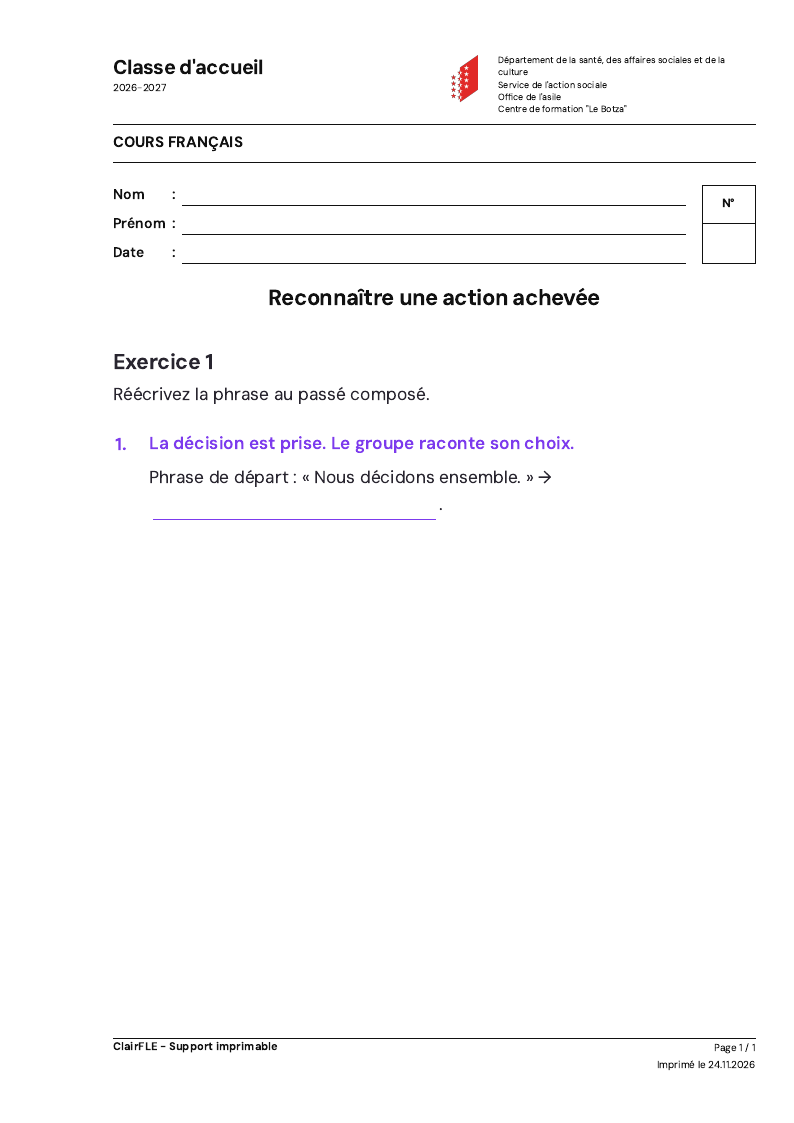 Classe d'accueil
2026-2027
Département de la santé, des affaires sociales et de la
culture
Service de l'action sociale
Office de l'asile
Centre de formation "Le Botza"
COURS FRANÇAIS
Nom :
Prénom :
Date :
N°
Reconnaître une action achevée
Exercice 1
Réécrivez la phrase au passé composé.
1. La décision est prise. Le groupe raconte son choix.
Phrase de départ : « Nous décidons ensemble. » →
.
ClairFLE - Support imprimable
Page 1 / 1
Imprimé le 24.11.2026